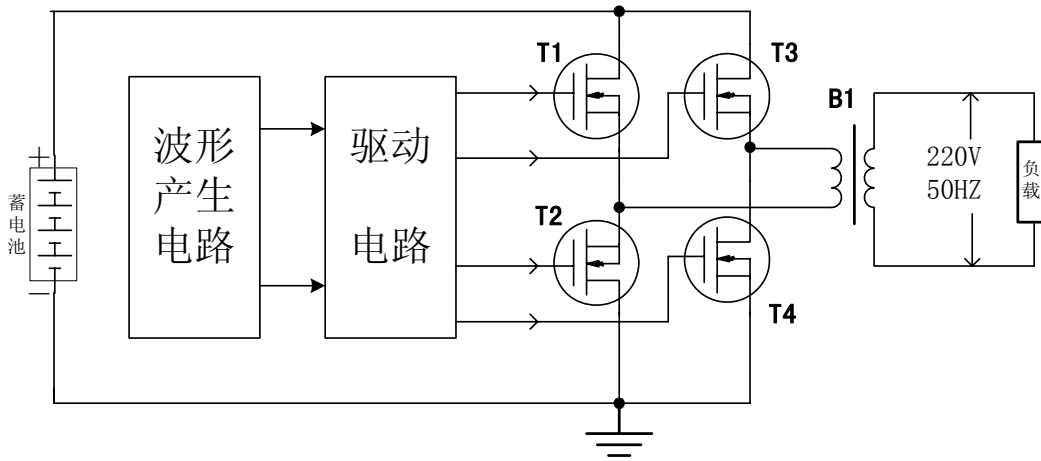 T1
T3
B1
波形
产生
电路
驱动
电路
+
蓄
电
池
—
220V
50HZ
负
载
T2
T4